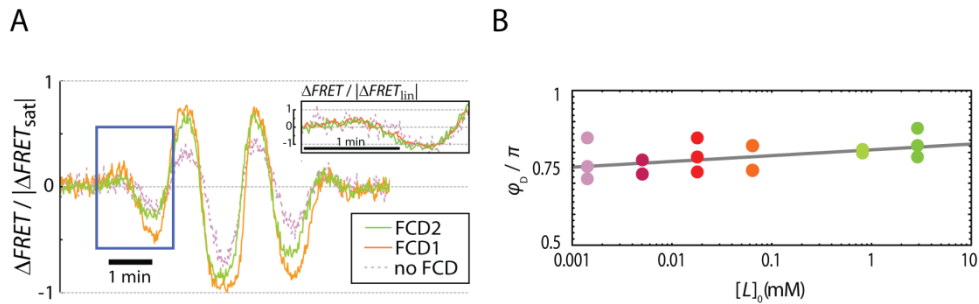 A
ΔFRET / |ΔFRET_sat|
1
0
-1
1 min
ΔFRET / |ΔFRET_lin|
1
0
-1
1 min
FCD2
FCD1
no FCD
B
φ_D / π
1
0.75
0.5
0.001
0.01
0.1
1
10
[L]_0(mM)